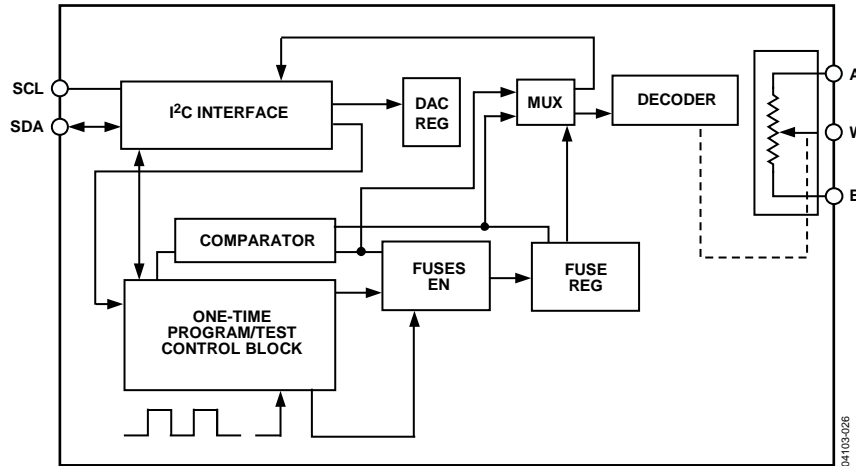 SCL
SDA
I2C INTERFACE
DAC
REG
MUX
DECODER
A
W
B
COMPARATOR
FUSES
EN
FUSE
REG
ONE-TIME
PROGRAM/TEST
CONTROL BLOCK
04103-026